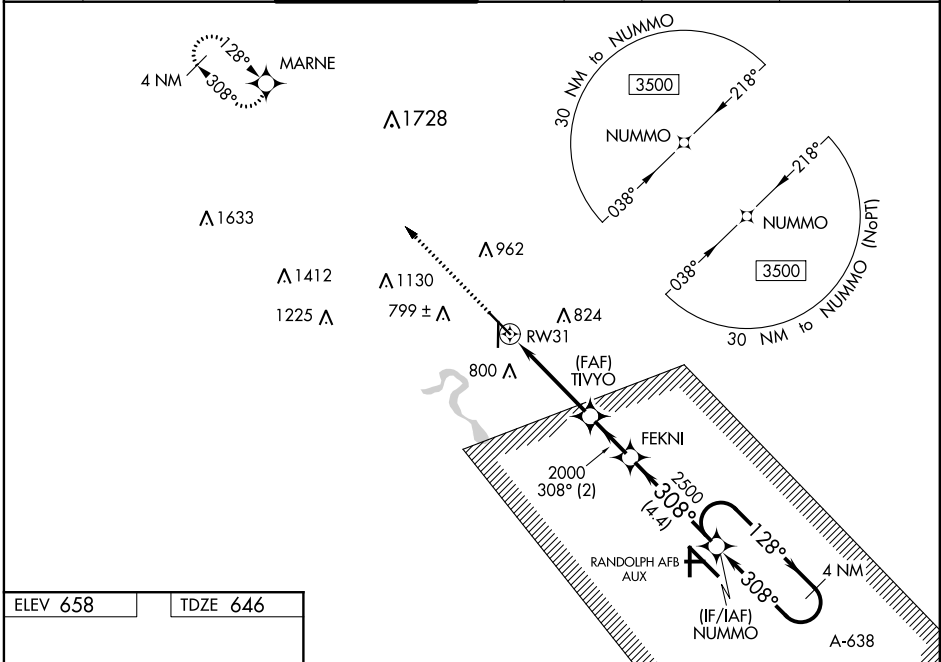 128°
308°
4 NM
MARNE
1728
1633
1412
1225
1130
799 ±
962
824
800
RW31
30 NM to NUMMO
3500
218°
NUMMO
038°
218°
NUMMO
038°
3500
30 NM to NUMMO (NoPT)
(FAF)
TIVYO
FEKNI
2000
308° (2)
2500
308°
(4.4)
128°
308°
4 NM
RANDOLPH AFB
AUX
(IF/IAF)
NUMMO
A-638
ELEV 658
TDZE 646